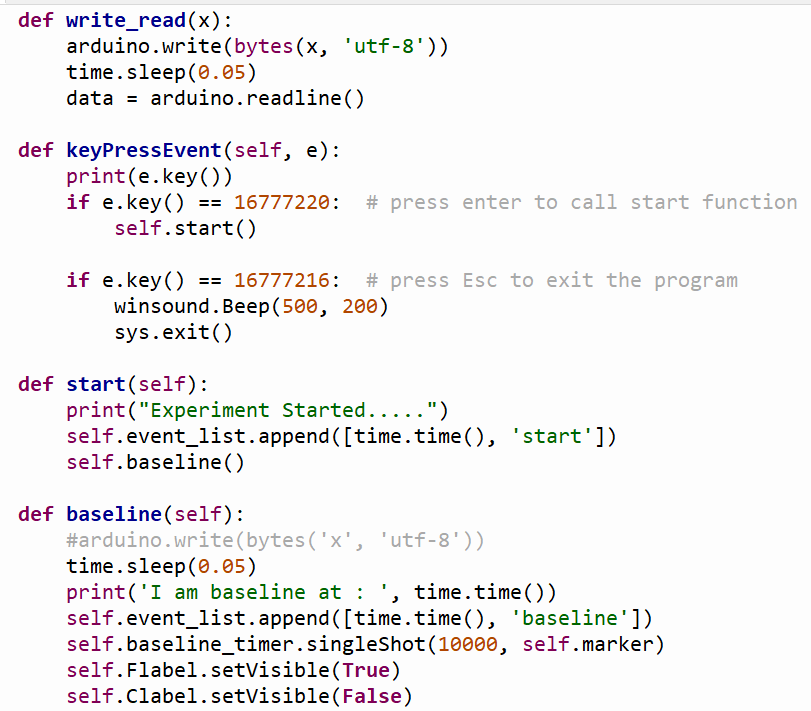 def write_read(x):
    arduino.write(bytes(x, 'utf-8'))
    time.sleep(0.05)
    data = arduino.readline()

def keyPressEvent(self, e):
    print(e.key())
    if e.key() == 16777220:  # press enter to call start function
        self.start()

    if e.key() == 16777216:  # press Esc to exit the program
        winsound.Beep(500, 200)
        sys.exit()

def start(self):
    print("Experiment Started.....")
    self.event_list.append([time.time(), 'start'])
    self.baseline()

def baseline(self):
    #arduino.write(bytes('x', 'utf-8'))
    time.sleep(0.05)
    print('I am baseline at : ', time.time())
    self.event_list.append([time.time(), 'baseline'])
    self.baseline_timer.singleShot(10000, self.marker)
    self.Flabel.setVisible(True)
    self.Clabel.setVisible(False)